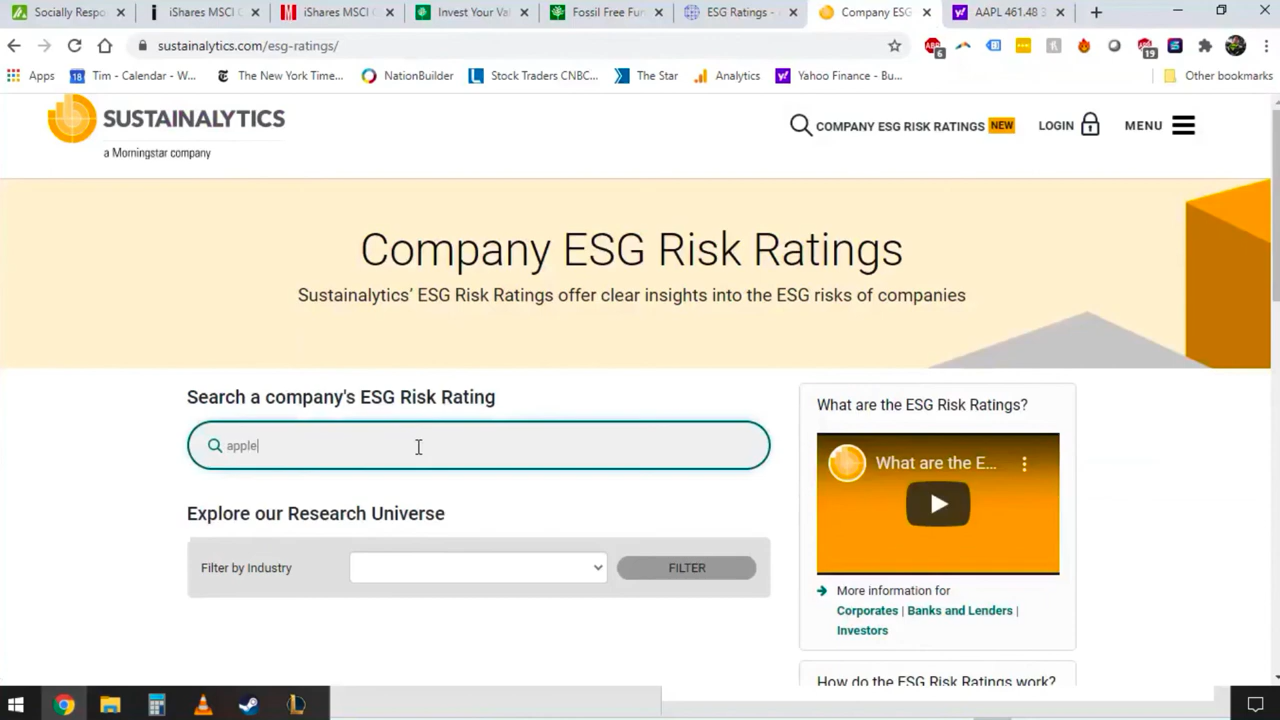 Socially Respo
iShares MSCI
iShares MSCI
Invest Your Val
Fossil Free Fun
ESG Ratings -
Company ESG
AAPL 461.48
sustainalytics.com/esg-ratings/
6
19
Apps
18
Tim - Calendar - W...
The New York Time...
NationBuilder
Stock Traders CNBC...
The Star
Analytics
Yahoo Finance - Bu...
Other bookmarks
SUSTAINALYTICS
a Morningstar company
COMPANY ESG RISK RATINGS NEW
LOGIN
MENU
Company ESG Risk Ratings
Sustainalytics' ESG Risk Ratings offer clear insights into the ESG risks of companies
Search a company's ESG Risk Rating
apple
Explore our Research Universe
Filter by Industry
FILTER
What are the ESG Risk Ratings?
What are the E...
More information for
Corporates | Banks and Lenders |
Investors
How do the ESG Risk Ratings work?